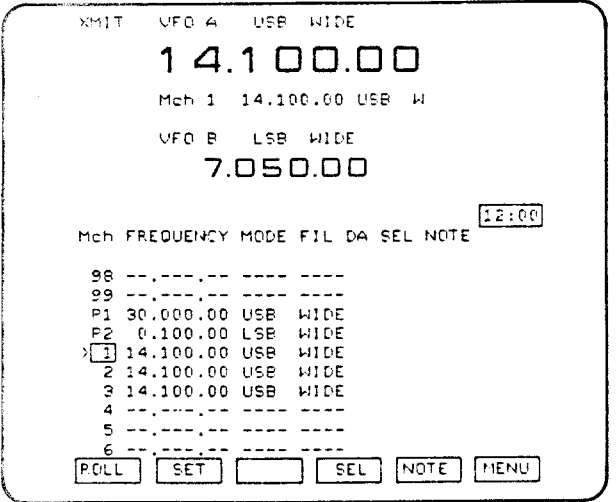 XMIT VFO A USB WIDE
14.100.00
Mch 1 14.100.00 USB W
VFO B LSB WIDE
7.050.00
12:00
Mch FREQUENCY MODE FIL DA SEL NOTE
98 --.---.-- ---- ----
99 --.---.-- ---- ----
P1 30.000.00 USB WIDE
P2 0.100.00 LSB WIDE
>1 14.100.00 USB WIDE
2 14.100.00 USB WIDE
3 14.100.00 USB WIDE
4 --.---.-- ---- ----
5 --.---.-- ---- ----
6 --.---.-- ---- ----
ROLL SET SEL NOTE MENU